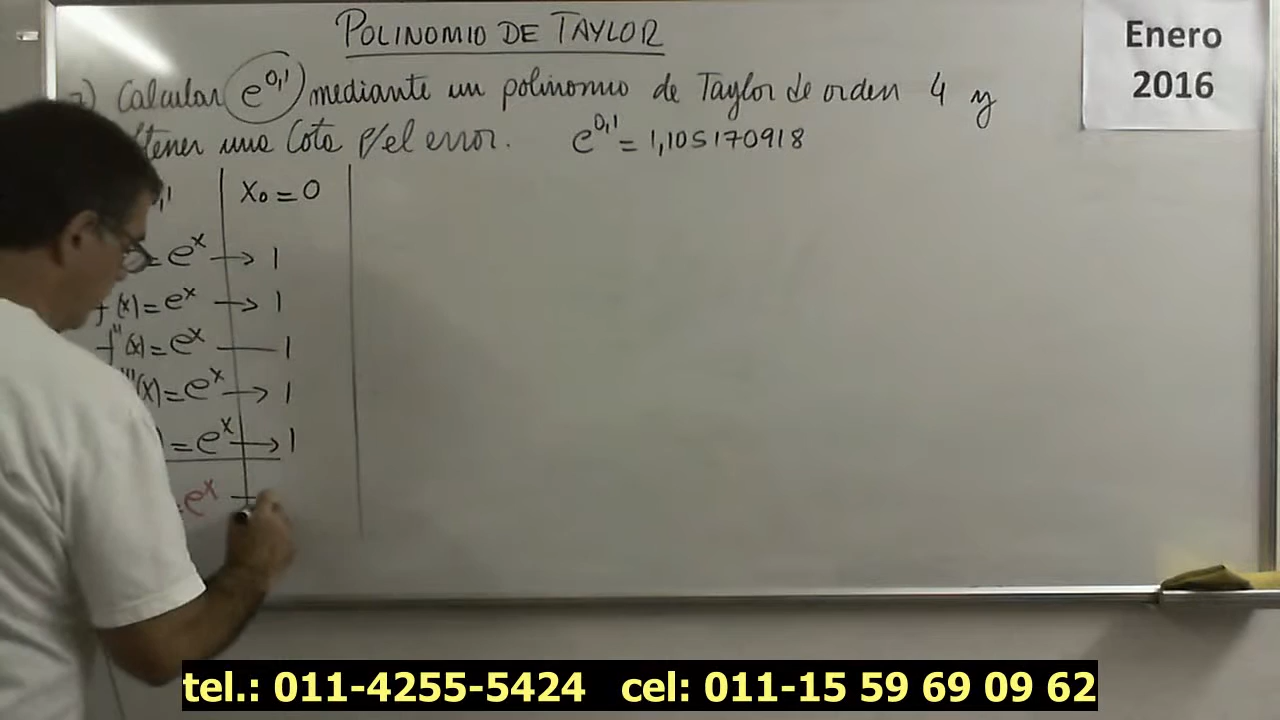 POLINOMIO DE TAYLOR
Enero
2016
) Calcular e^0,1 mediante un polinomio de Taylor de orden 4 y
tener una Cota p/el error. e^0,1 = 1,105170918
,1 x₀ = 0
= e^x → 1
f'(x) = e^x → 1
f''(x) = e^x — 1
'''(x) = e^x → 1
) = e^x → 1
= e^x
tel.: 011-4255-5424 cel: 011-15 59 69 09 62